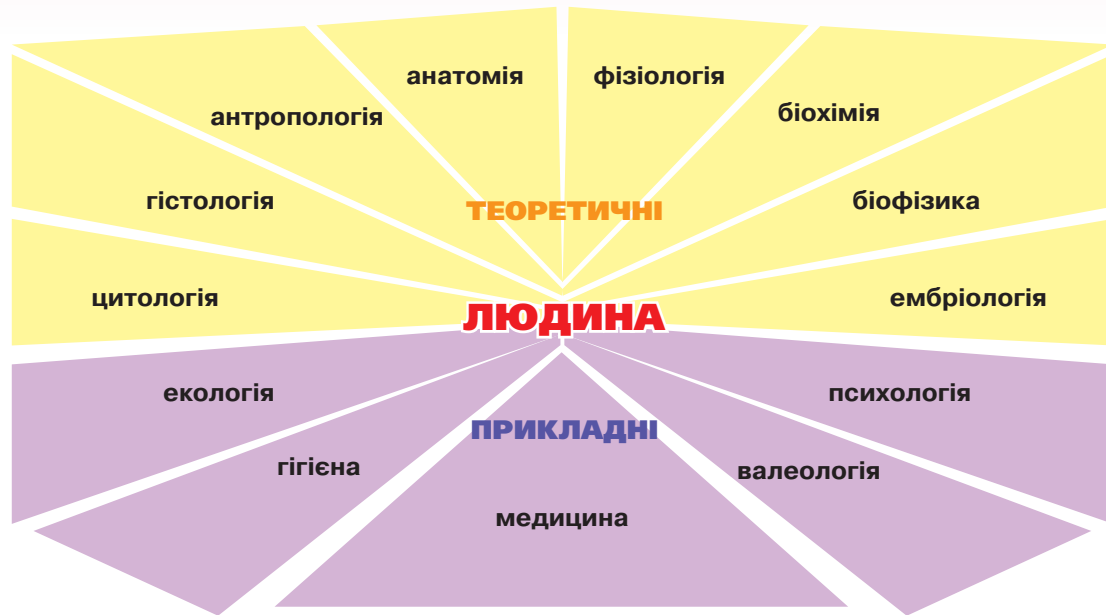 анатомія
фізіологія
антропологія
біохімія
гістологія
біофізика
ТЕОРЕТИЧНІ
цитологія
ембріологія
ЛЮДИНА
екологія
психологія
ПРИКЛАДНІ
гігієна
валеологія
медицина